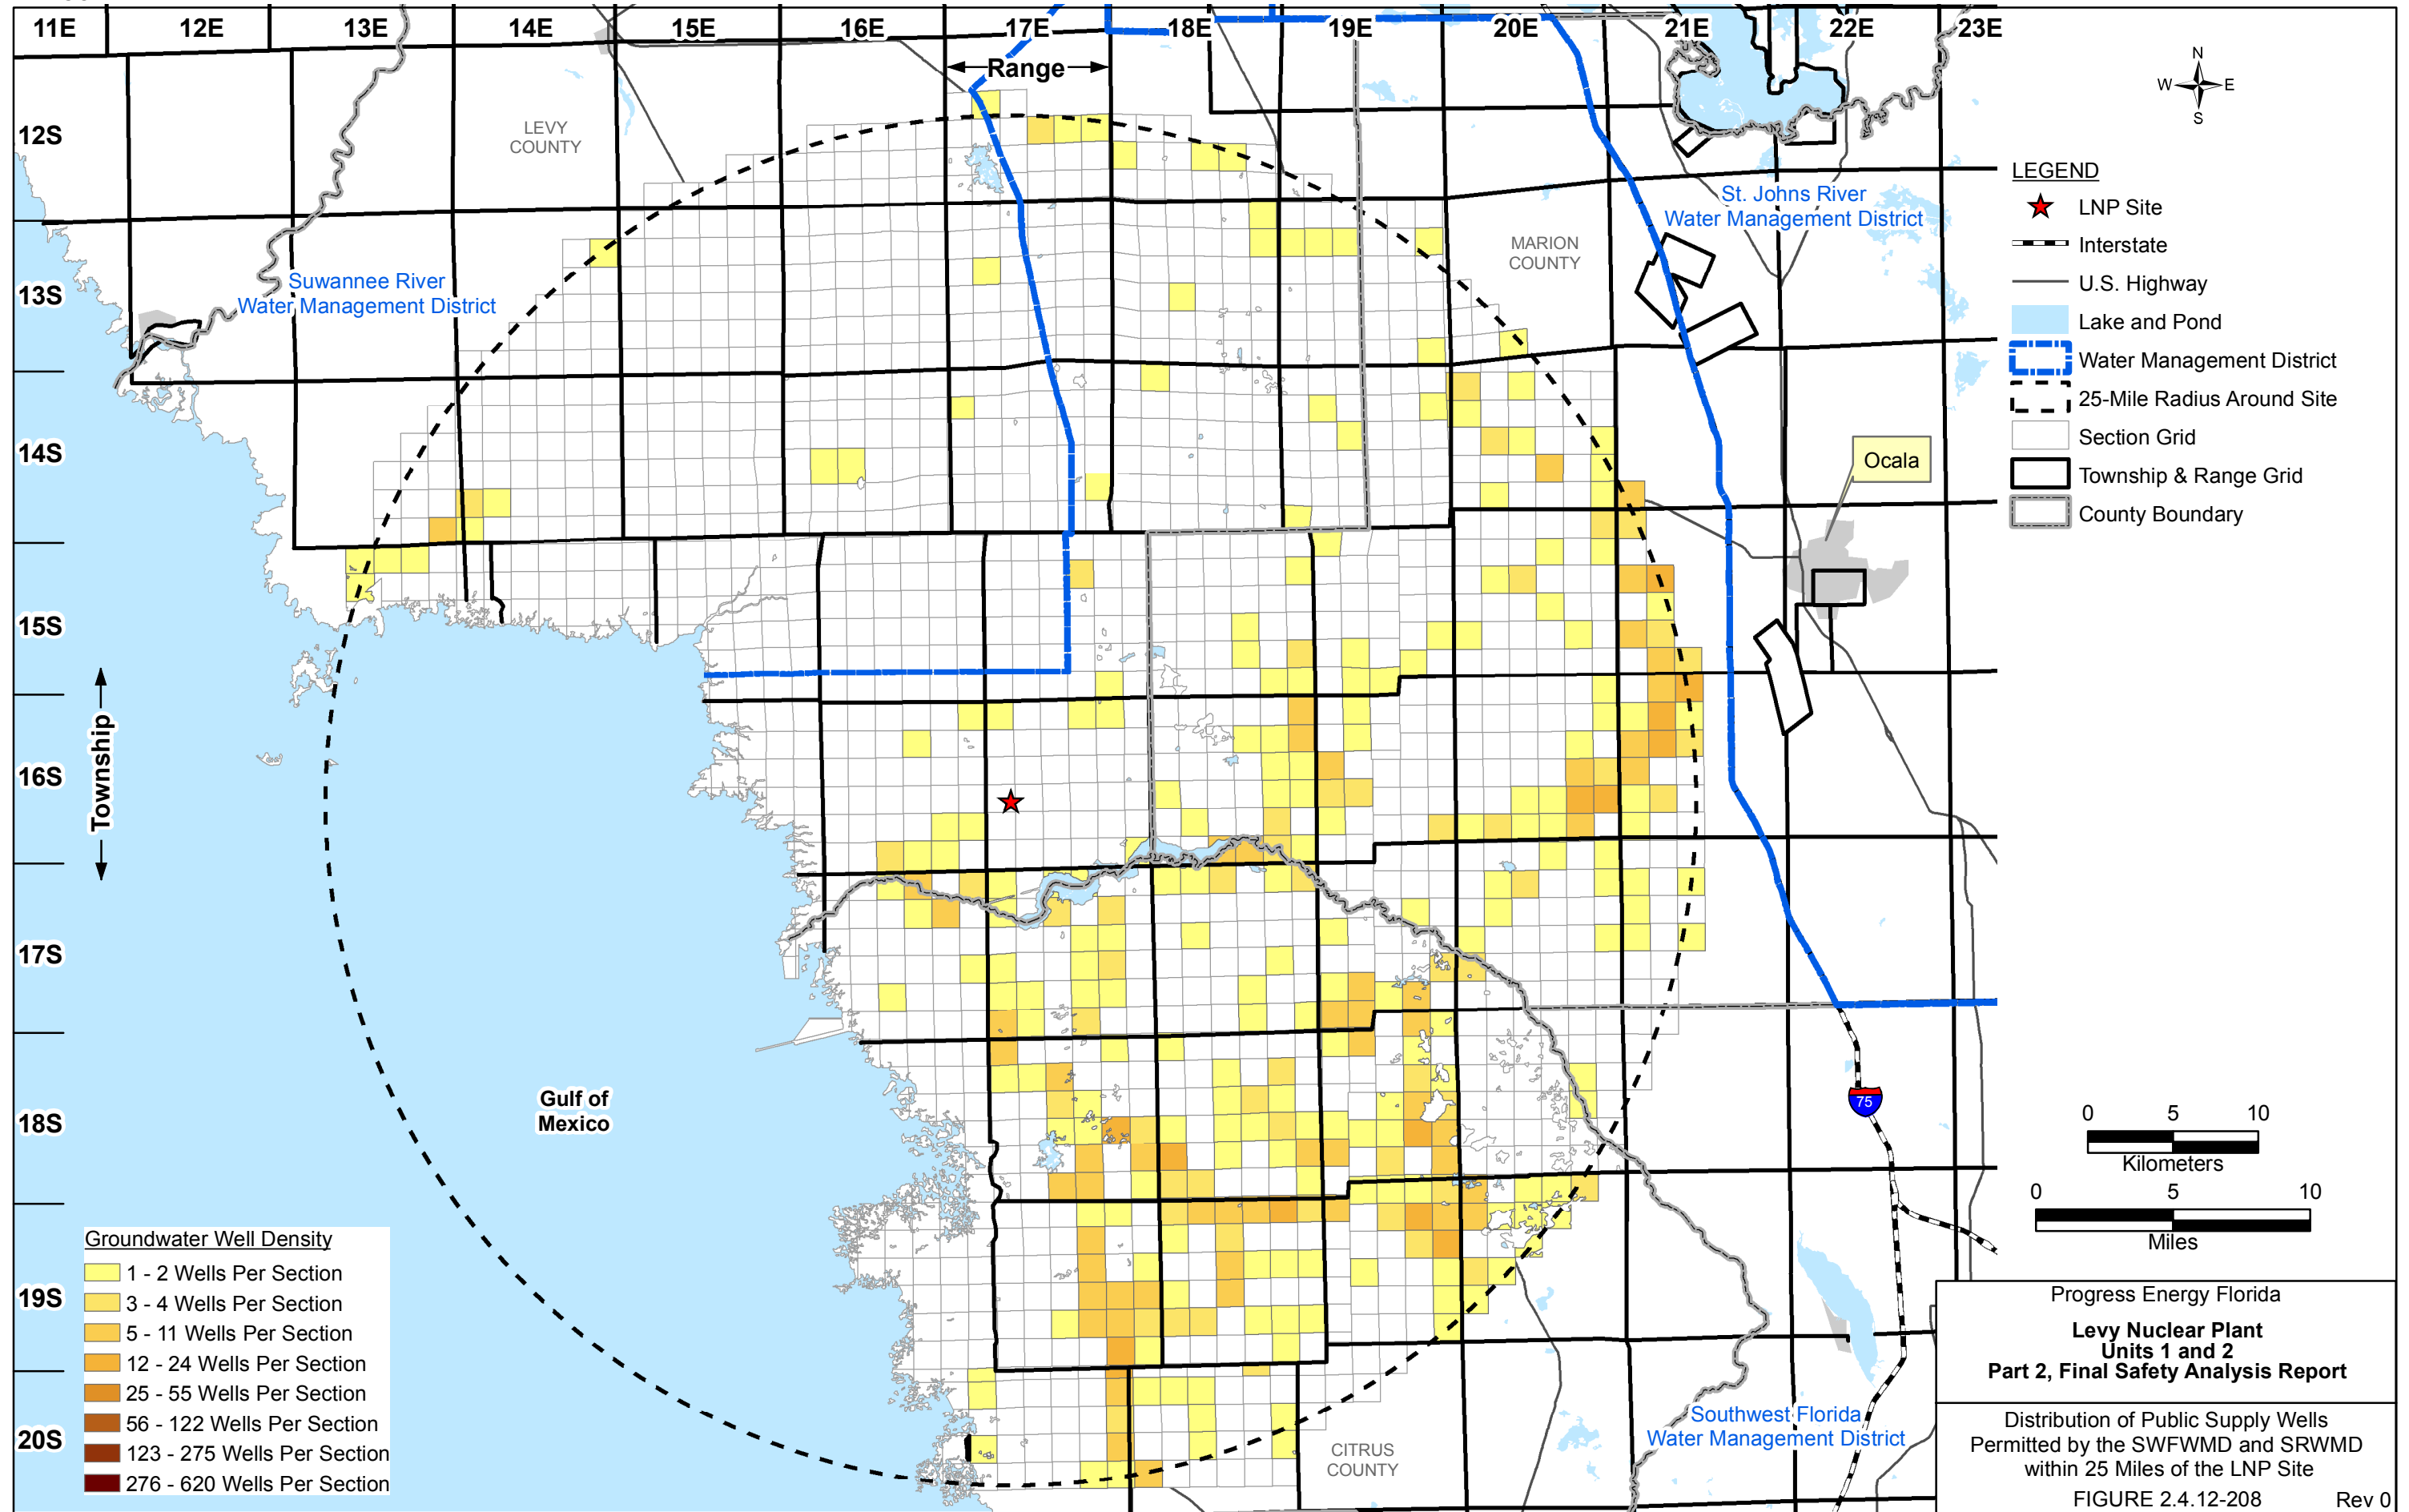 11E 12E 13E 14E 15E 16E 17E 18E 19E 20E 21E 22E 23E
Range
N
W E
S
12S
LEVY
COUNTY
LEGEND
LNP Site
Interstate
U.S. Highway
Lake and Pond
Water Management District
25-Mile Radius Around Site
Section Grid
Township & Range Grid
County Boundary
St. Johns River
Water Management District
MARION
COUNTY
Suwannee River
Water Management District
13S
14S
Ocala
15S
Township
16S
17S
Gulf of
Mexico
18S
75
0 5 10
Kilometers
0 5 10
Miles
Groundwater Well Density
1 - 2 Wells Per Section
3 - 4 Wells Per Section
5 - 11 Wells Per Section
12 - 24 Wells Per Section
25 - 55 Wells Per Section
56 - 122 Wells Per Section
123 - 275 Wells Per Section
276 - 620 Wells Per Section
19S
20S
CITRUS
COUNTY
Southwest Florida
Water Management District
Progress Energy Florida
Levy Nuclear Plant
Units 1 and 2
Part 2, Final Safety Analysis Report
Distribution of Public Supply Wells
Permitted by the SWFWMD and SRWMD
within 25 Miles of the LNP Site
FIGURE 2.4.12-208 Rev 0